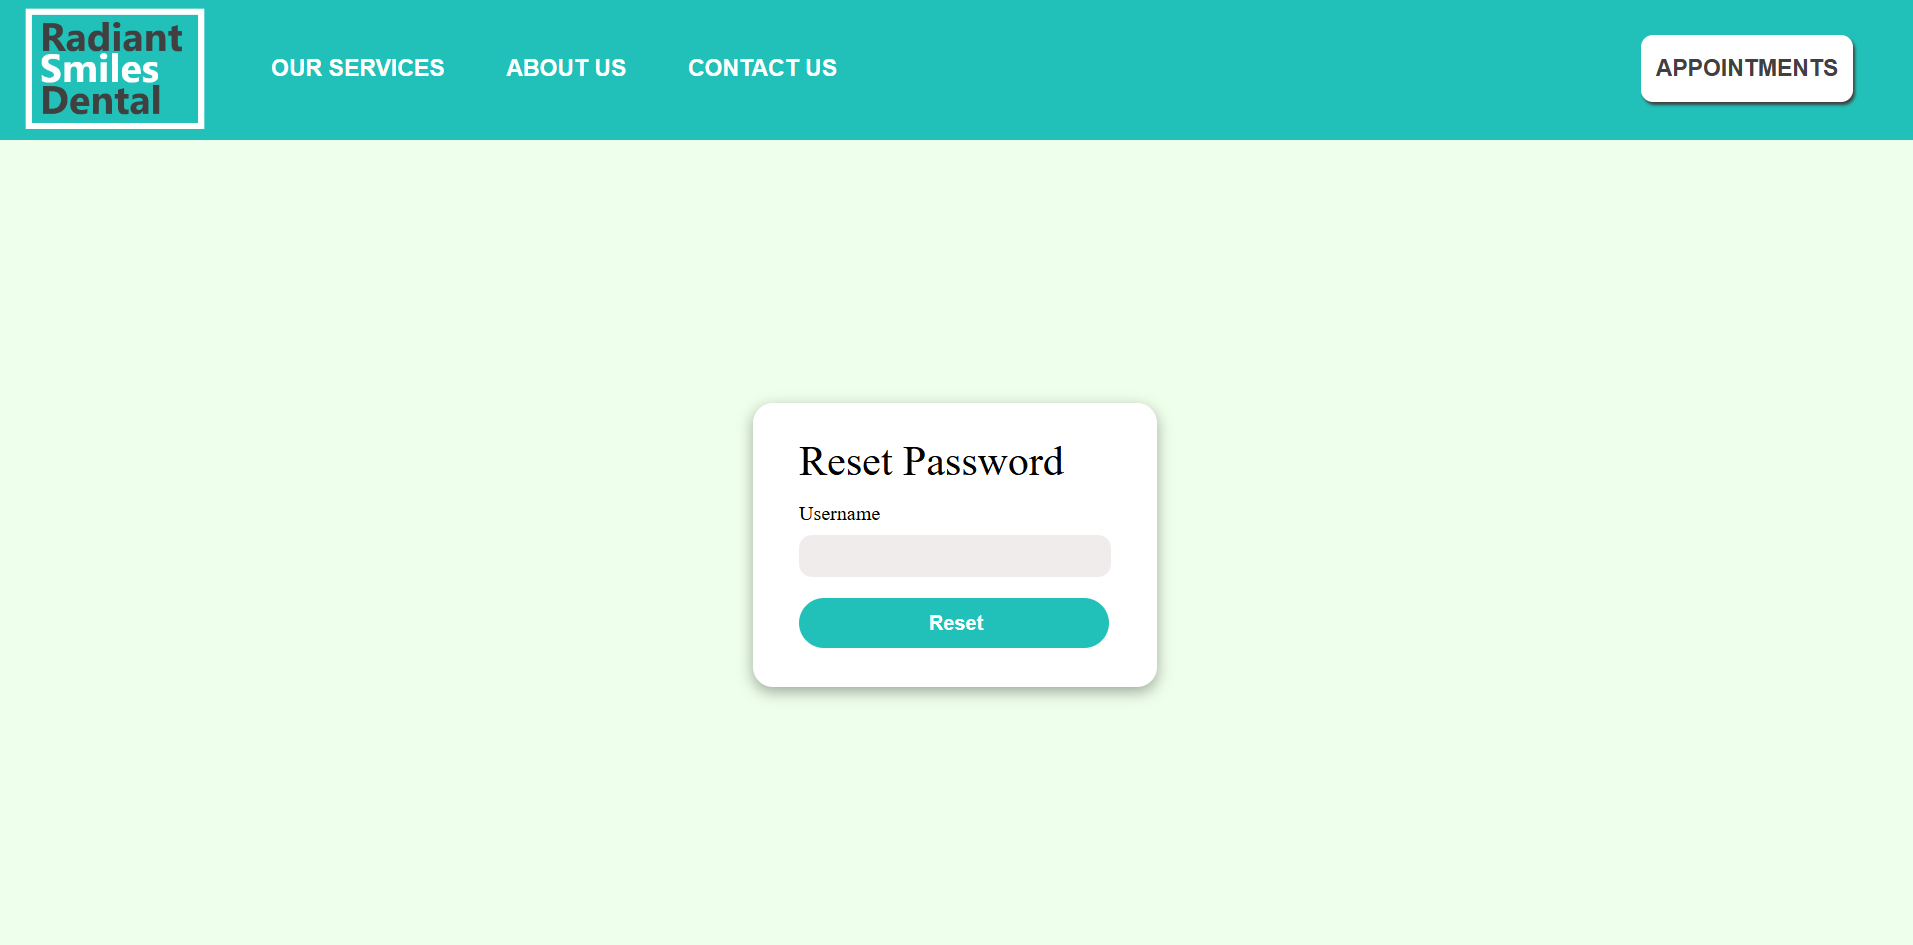 Radiant
Smiles
Dental
OUR SERVICES
ABOUT US
CONTACT US
APPOINTMENTS
Reset Password
Username
Reset